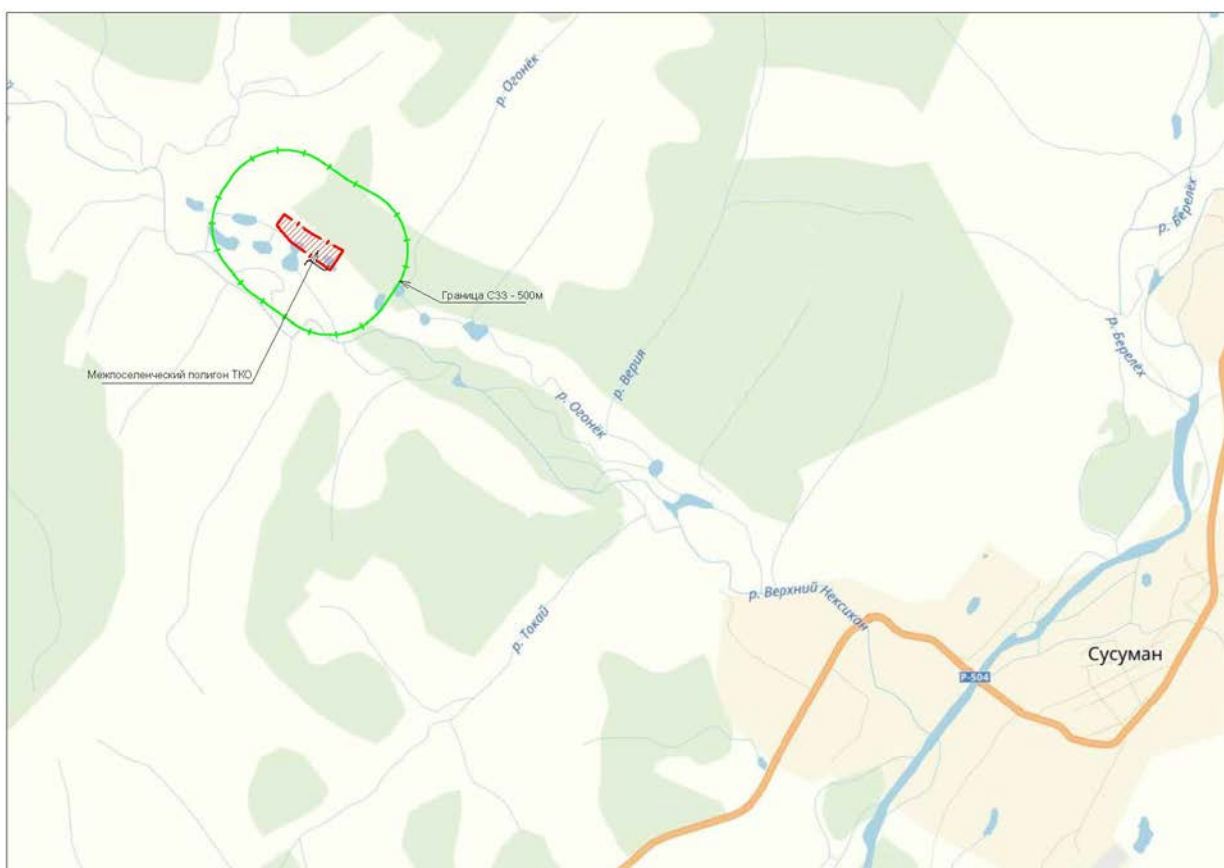 р. Огонёк
й
р. Берелёх
Граница СЗЗ - 500м
р. Берелёх
р. Верия
Межпоселенческий полигон ТКО
р. Огонёк
р. Верхний Нексикан
р. Токай
Сусуман
Р-504